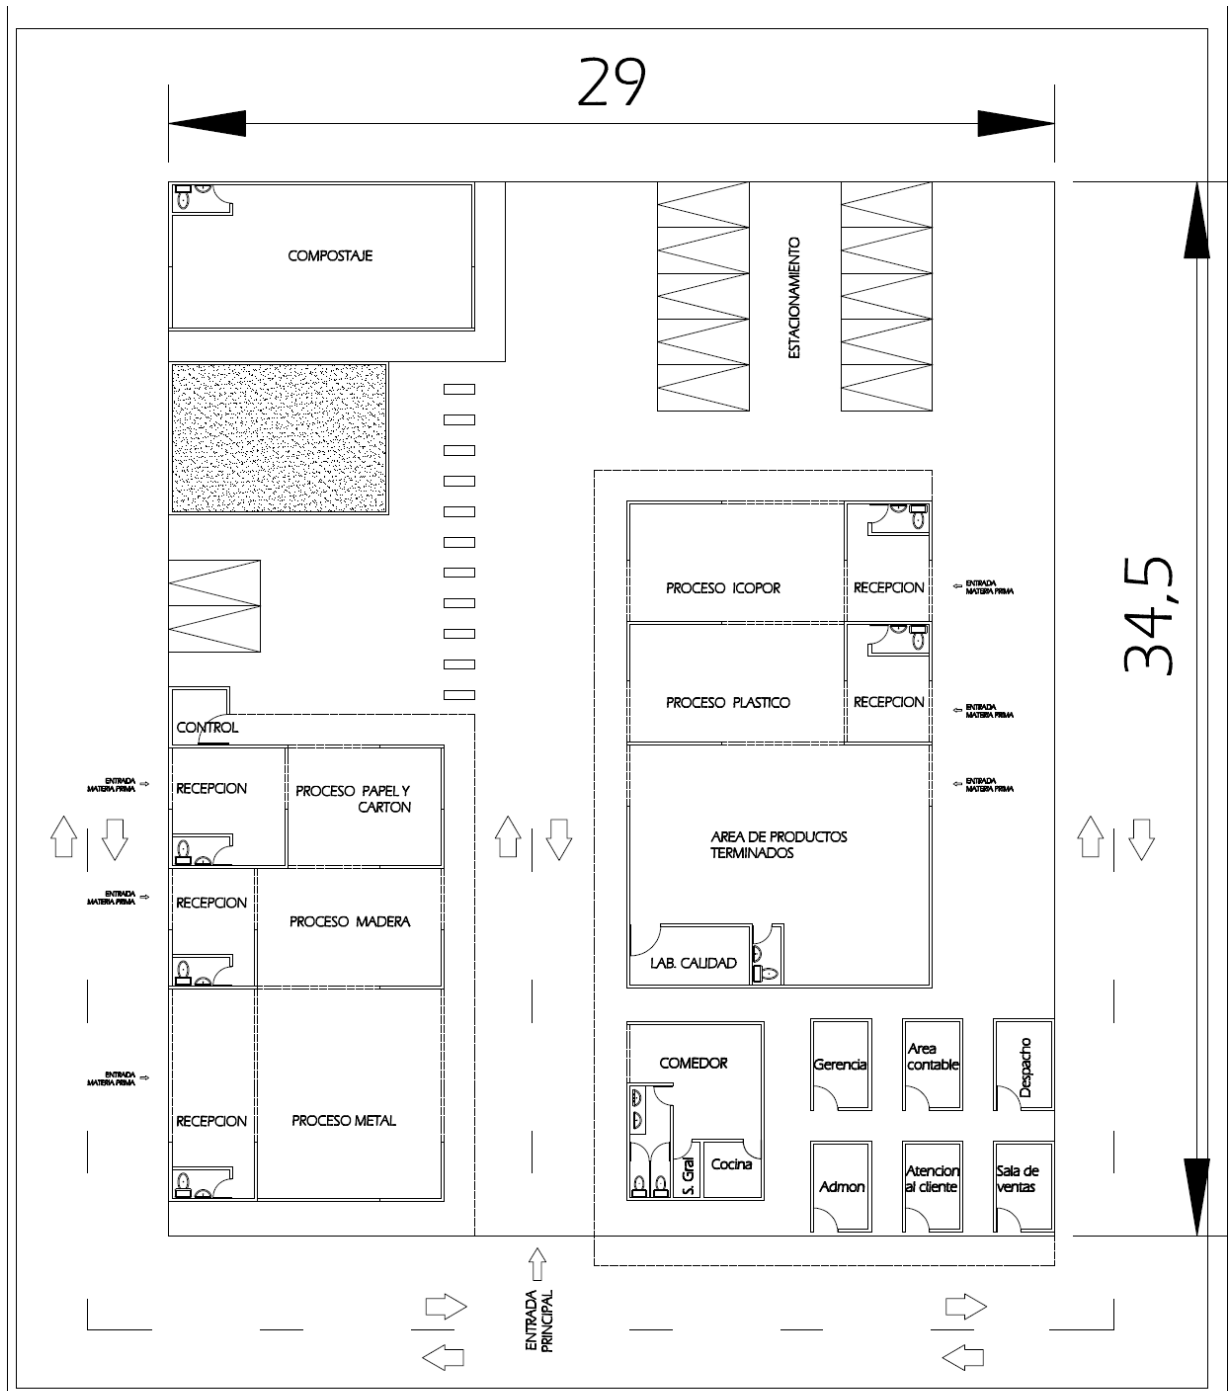 29
COMPOSTAJE
ESTACIONAMIENTO
34,5
PROCESO ICOPOR
RECEPCION
ENTRADA
MATERIA PRIMA
PROCESO PLASTICO
RECEPCION
ENTRADA
MATERIA PRIMA
CONTROL
ENTRADA
MATERIA PRIMA
RECEPCION
PROCESO PAPEL Y
CARTON
ENTRADA
MATERIA PRIMA
AREA DE PRODUCTOS
TERMINADOS
ENTRADA
MATERIA PRIMA
RECEPCION
PROCESO MADERA
LAB. CALIDAD
COMEDOR
Gerencia
Area
contable
Despacho
ENTRADA
MATERIA PRIMA
RECEPCION
PROCESO METAL
S. Gral
Cocina
Admon
Atencion
al cliente
Sala de
ventas
ENTRADA
PRINCIPAL